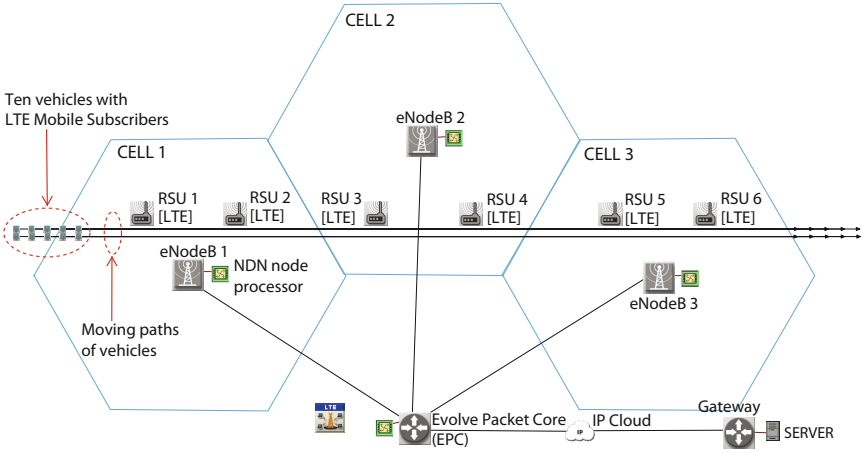 CELL 2
Ten vehicles with
LTE Mobile Subscribers
eNodeB 2
CELL 1
CELL 3
RSU 1
[LTE]
RSU 2
[LTE]
RSU 3
[LTE]
RSU 4
[LTE]
RSU 5
[LTE]
RSU 6
[LTE]
eNodeB 1
NDN node
processor
eNodeB 3
Moving paths
of vehicles
LTE
Evolve Packet Core
(EPC)
IP
IP Cloud
Gateway
SERVER